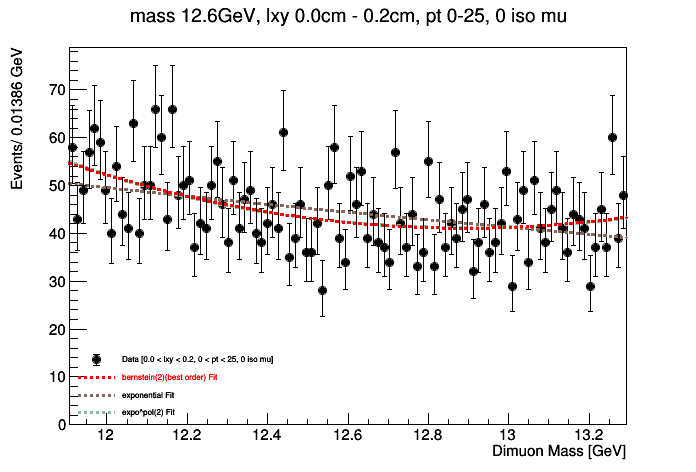 mass 12.6GeV, lxy 0.0cm - 0.2cm, pt 0-25, 0 iso mu
Events/ 0.01386 GeV
70
60
50
40
30
20
10
0
Data [0.0 < lxy < 0.2, 0 < pt < 25, 0 iso mu]
bernstein(2)(best order) Fit
exponential Fit
expo^pol(2) Fit
12 12.2 12.4 12.6 12.8 13 13.2
Dimuon Mass [GeV]